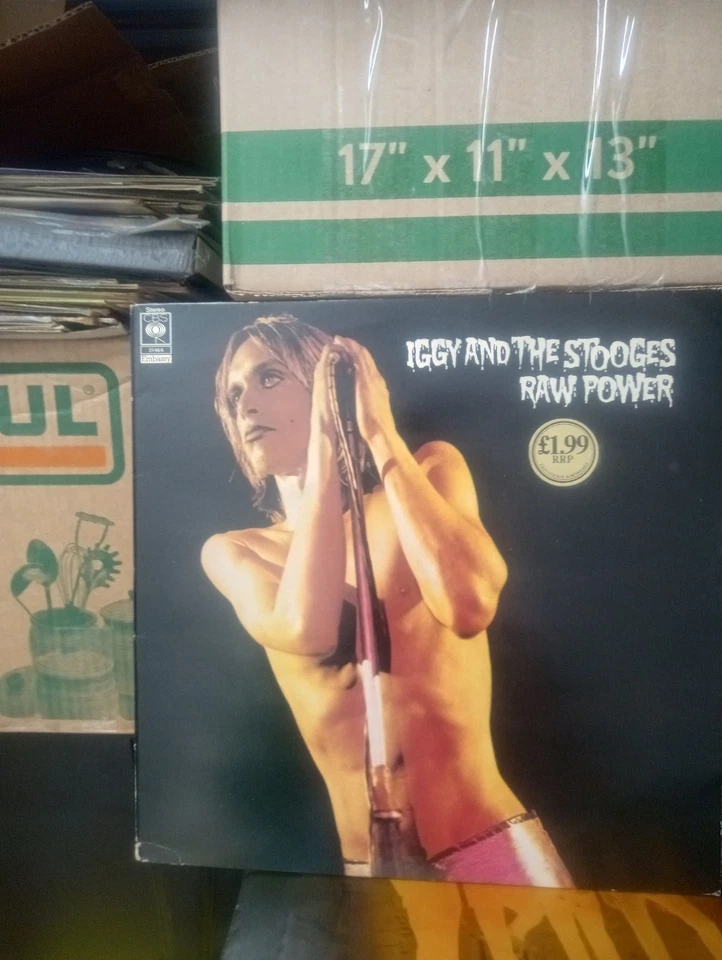 17" x 11" x 13"
UL®
Stereo
CBS
Embassy
IGGY AND THE STOOGES
RAW POWER
£1.99
RRP